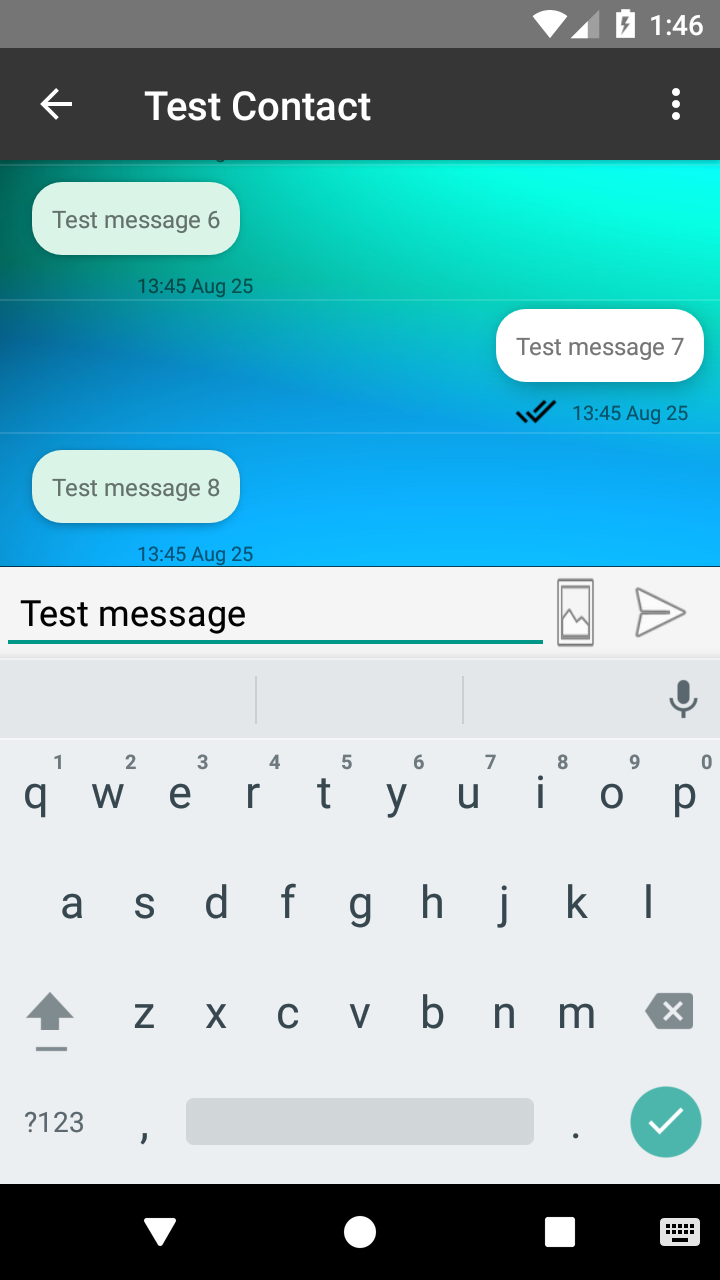 1:46
Test Contact
Test message 6
13:45 Aug 25
Test message 7
13:45 Aug 25
Test message 8
13:45 Aug 25
Test message
1 2 3 4 5 6 7 8 9 0
q w e r t y u i o p
a s d f g h j k l
z x c v b n m
?123 , .